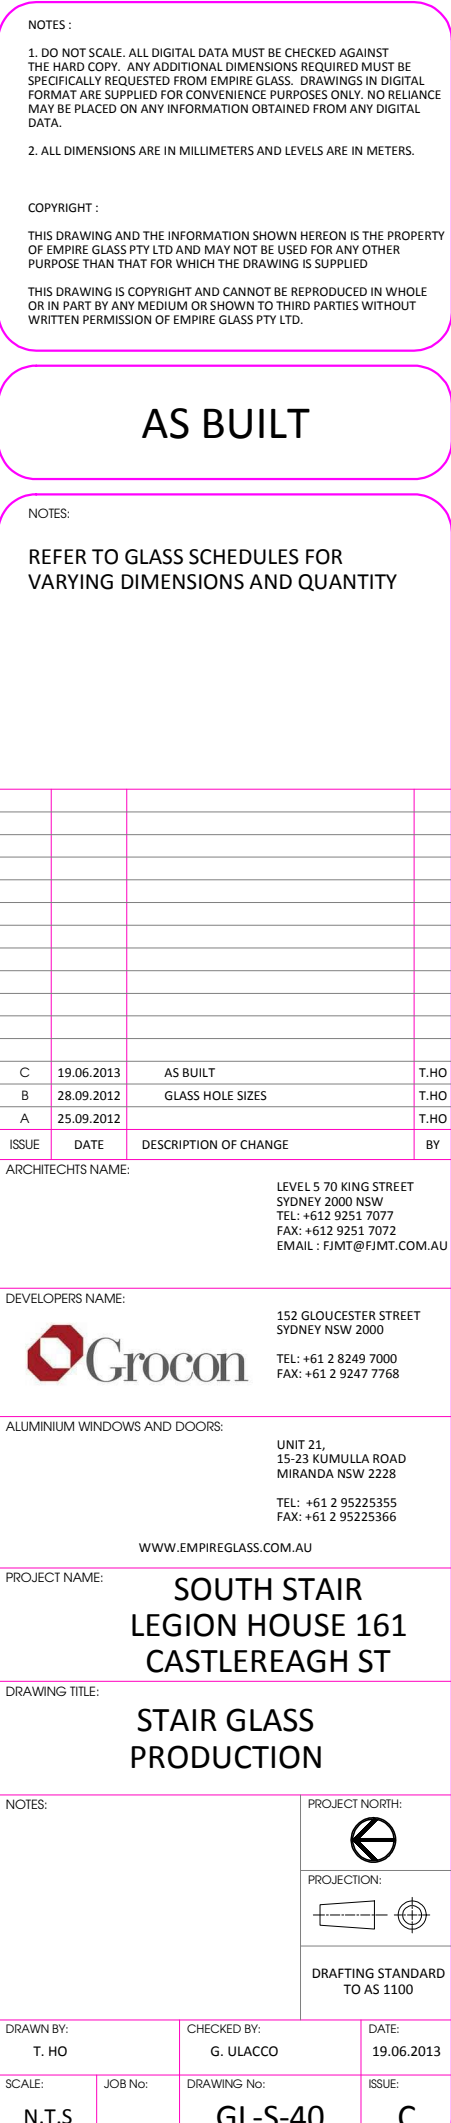 NOTES :
1. DO NOT SCALE. ALL DIGITAL DATA MUST BE CHECKED AGAINST
THE HARD COPY. ANY ADDITIONAL DIMENSIONS REQUIRED MUST BE
SPECIFICALLY REQUESTED FROM EMPIRE GLASS. DRAWINGS IN DIGITAL
FORMAT ARE SUPPLIED FOR CONVENIENCE PURPOSES ONLY. NO RELIANCE
MAY BE PLACED ON ANY INFORMATION OBTAINED FROM ANY DIGITAL
DATA.
2. ALL DIMENSIONS ARE IN MILLIMETERS AND LEVELS ARE IN METERS.
COPYRIGHT :
THIS DRAWING AND THE INFORMATION SHOWN HEREON IS THE PROPERTY
OF EMPIRE GLASS PTY LTD AND MAY NOT BE USED FOR ANY OTHER
PURPOSE THAN THAT FOR WHICH THE DRAWING IS SUPPLIED
THIS DRAWING IS COPYRIGHT AND CANNOT BE REPRODUCED IN WHOLE
OR IN PART BY ANY MEDIUM OR SHOWN TO THIRD PARTIES WITHOUT
WRITTEN PERMISSION OF EMPIRE GLASS PTY LTD.
AS BUILT
NOTES:
REFER TO GLASS SCHEDULES FOR
VARYING DIMENSIONS AND QUANTITY
C 19.06.2013 AS BUILT T.HO
B 28.09.2012 GLASS HOLE SIZES T.HO
A 25.09.2012 T.HO
ISSUE DATE DESCRIPTION OF CHANGE BY
ARCHITECHTS NAME:
LEVEL 5 70 KING STREET
SYDNEY 2000 NSW
TEL: +612 9251 7077
FAX: +612 9251 7072
EMAIL : FJMT@FJMT.COM.AU
DEVELOPERS NAME:
Grocon
152 GLOUCESTER STREET
SYDNEY NSW 2000
TEL: +61 2 8249 7000
FAX: +61 2 9247 7768
ALUMINIUM WINDOWS AND DOORS:
UNIT 21,
15-23 KUMULLA ROAD
MIRANDA NSW 2228
TEL: +61 2 95225355
FAX: +61 2 95225366
WWW.EMPIREGLASS.COM.AU
PROJECT NAME:
SOUTH STAIR
LEGION HOUSE 161
CASTLEREAGH ST
DRAWING TITLE:
STAIR GLASS
PRODUCTION
NOTES:
PROJECT NORTH:
PROJECTION:
DRAFTING STANDARD
TO AS 1100
DRAWN BY: CHECKED BY: DATE:
T. HO G. ULACCO 19.06.2013
SCALE: JOB No: DRAWING No: ISSUE:
N.T.S GL-S-40 C